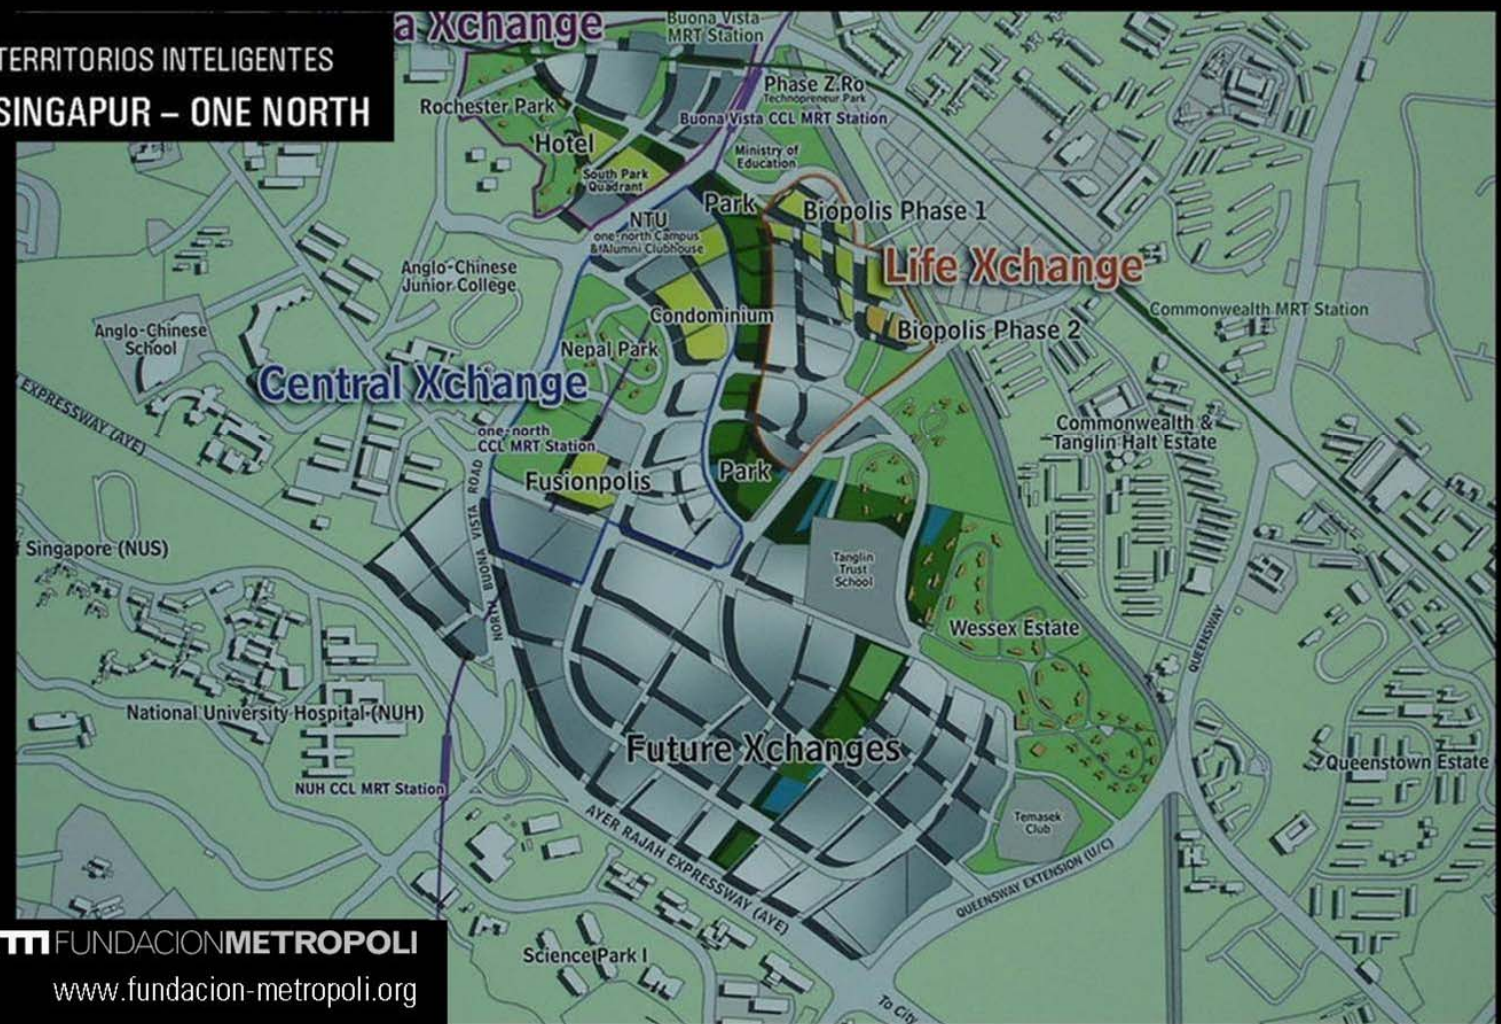 TERRITORIOS INTELIGENTES
SINGAPUR – ONE NORTH
a Xchange
Buona Vista
MRT Station
Phase Z.Ro
Technopreneur Park
Rochester Park
Buona Vista CCL MRT Station
Hotel
Ministry of
Education
South Park
Quadrant
Park
Biopolis Phase 1
NTU
one-north Campus
& Alumni Clubhouse
Life Xchange
Anglo-Chinese
Junior College
Condominium
Commonwealth MRT Station
Anglo-Chinese
School
Biopolis Phase 2
Nepal Park
Central Xchange
EXPRESSWAY (AYE)
one-north
CCL MRT Station
Commonwealth &
Tanglin Halt Estate
Fusionpolis
Park
NORTH BUONA VISTA ROAD
Singapore (NUS)
Tanglin
Trust
School
Wessex Estate
QUEENSWAY
National University Hospital (NUH)
Future Xchanges
Queenstown Estate
NUH CCL MRT Station
AYER RAJAH EXPRESSWAY (AYE)
Temasek
Club
QUEENSWAY EXTENSION (U/C)
Science Park I
To City
FUNDACIONMETROPOLI
www.fundacion-metropoli.org